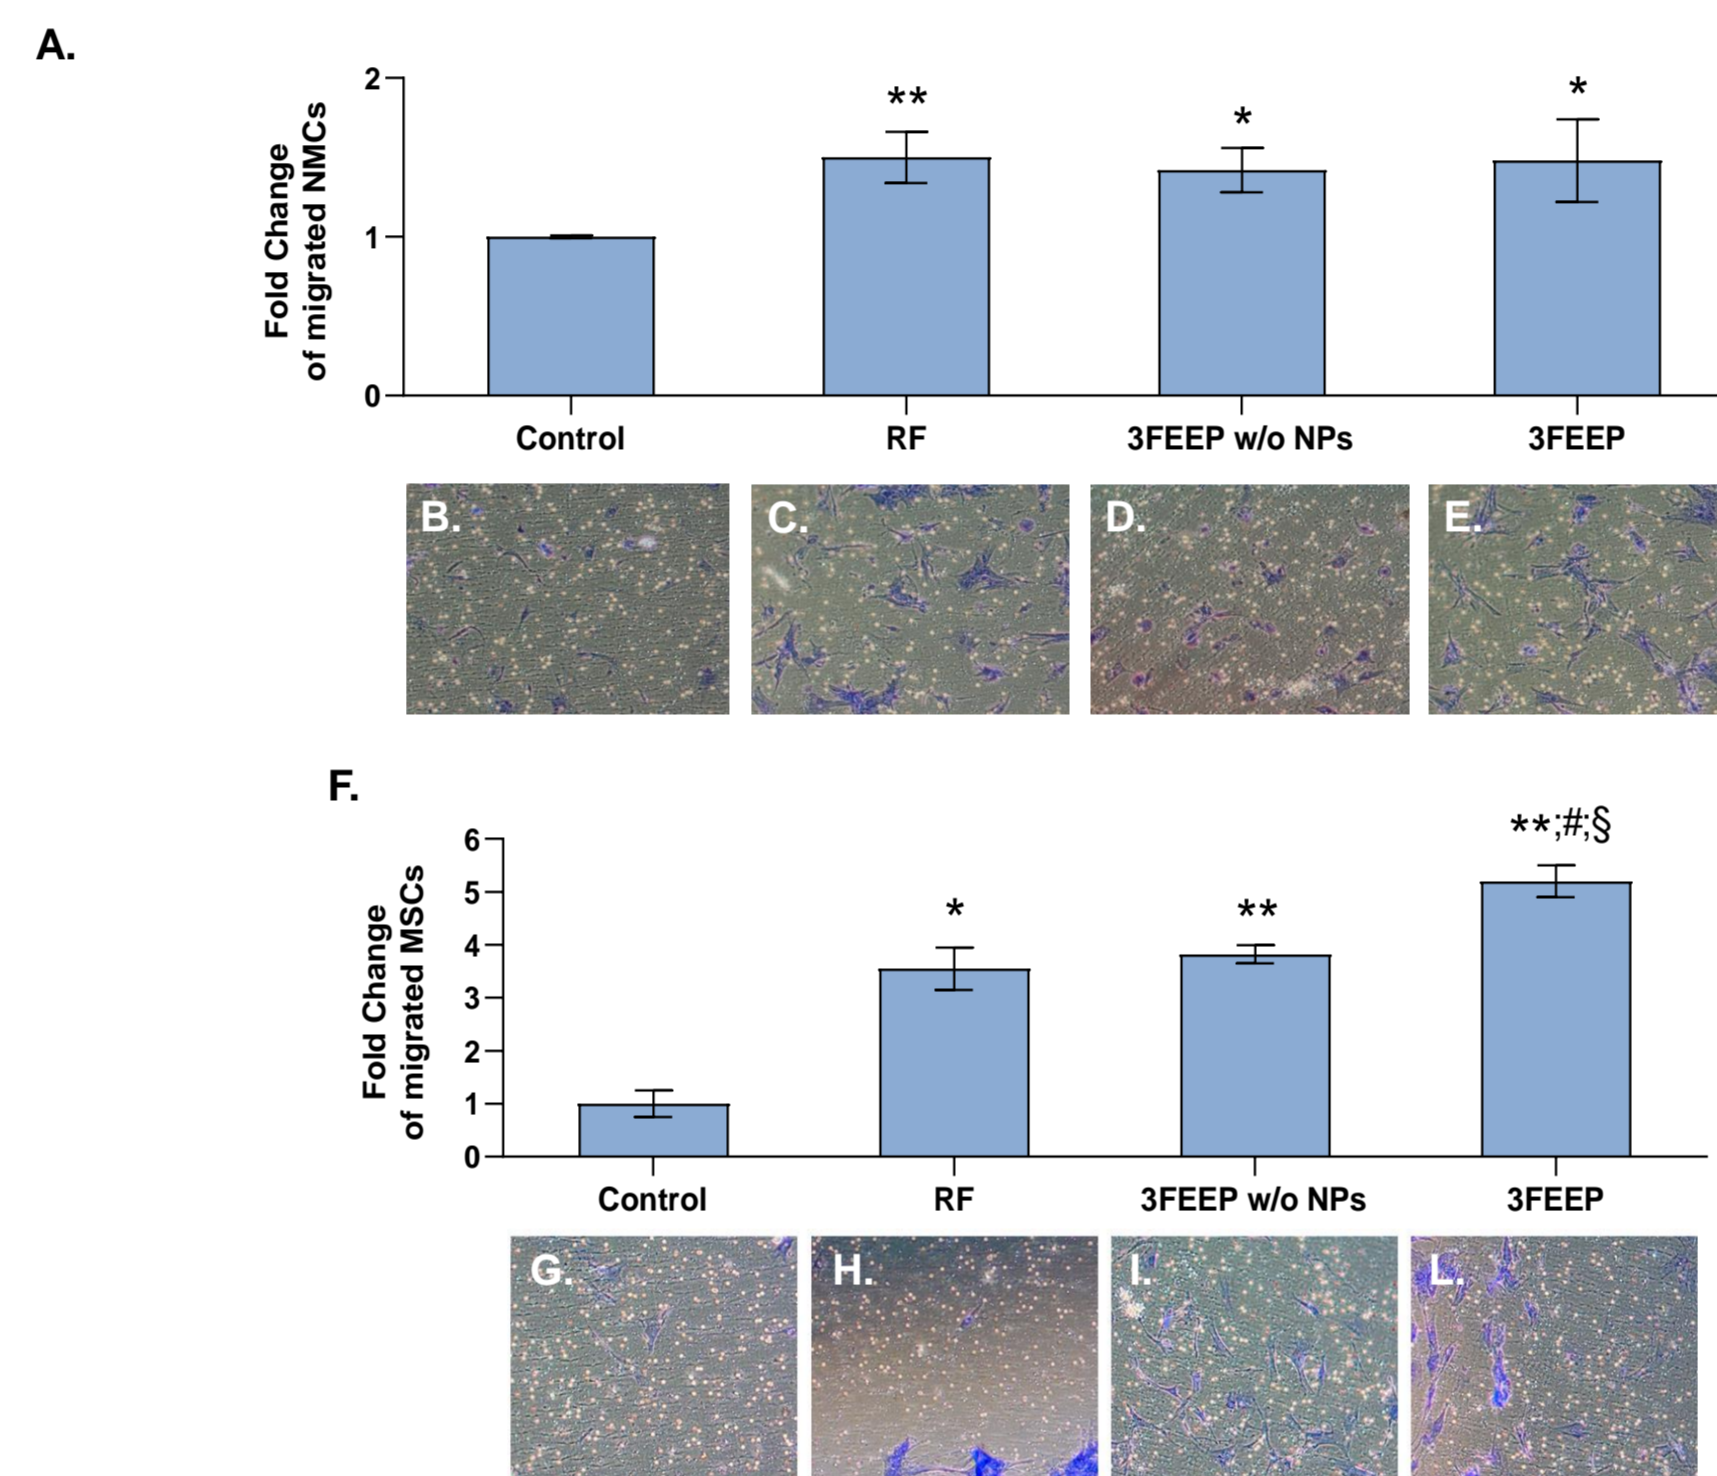 A.
Fold Change
of migrated NMCs
2
1
0
**
*
*
Control RF 3FEEP w/o NPs 3FEEP
B. C. D. E.
F.
Fold Change
of migrated MSCs
6
5
4
3
2
1
0
*
**
**;#;§
Control RF 3FEEP w/o NPs 3FEEP
G. H. I. L.